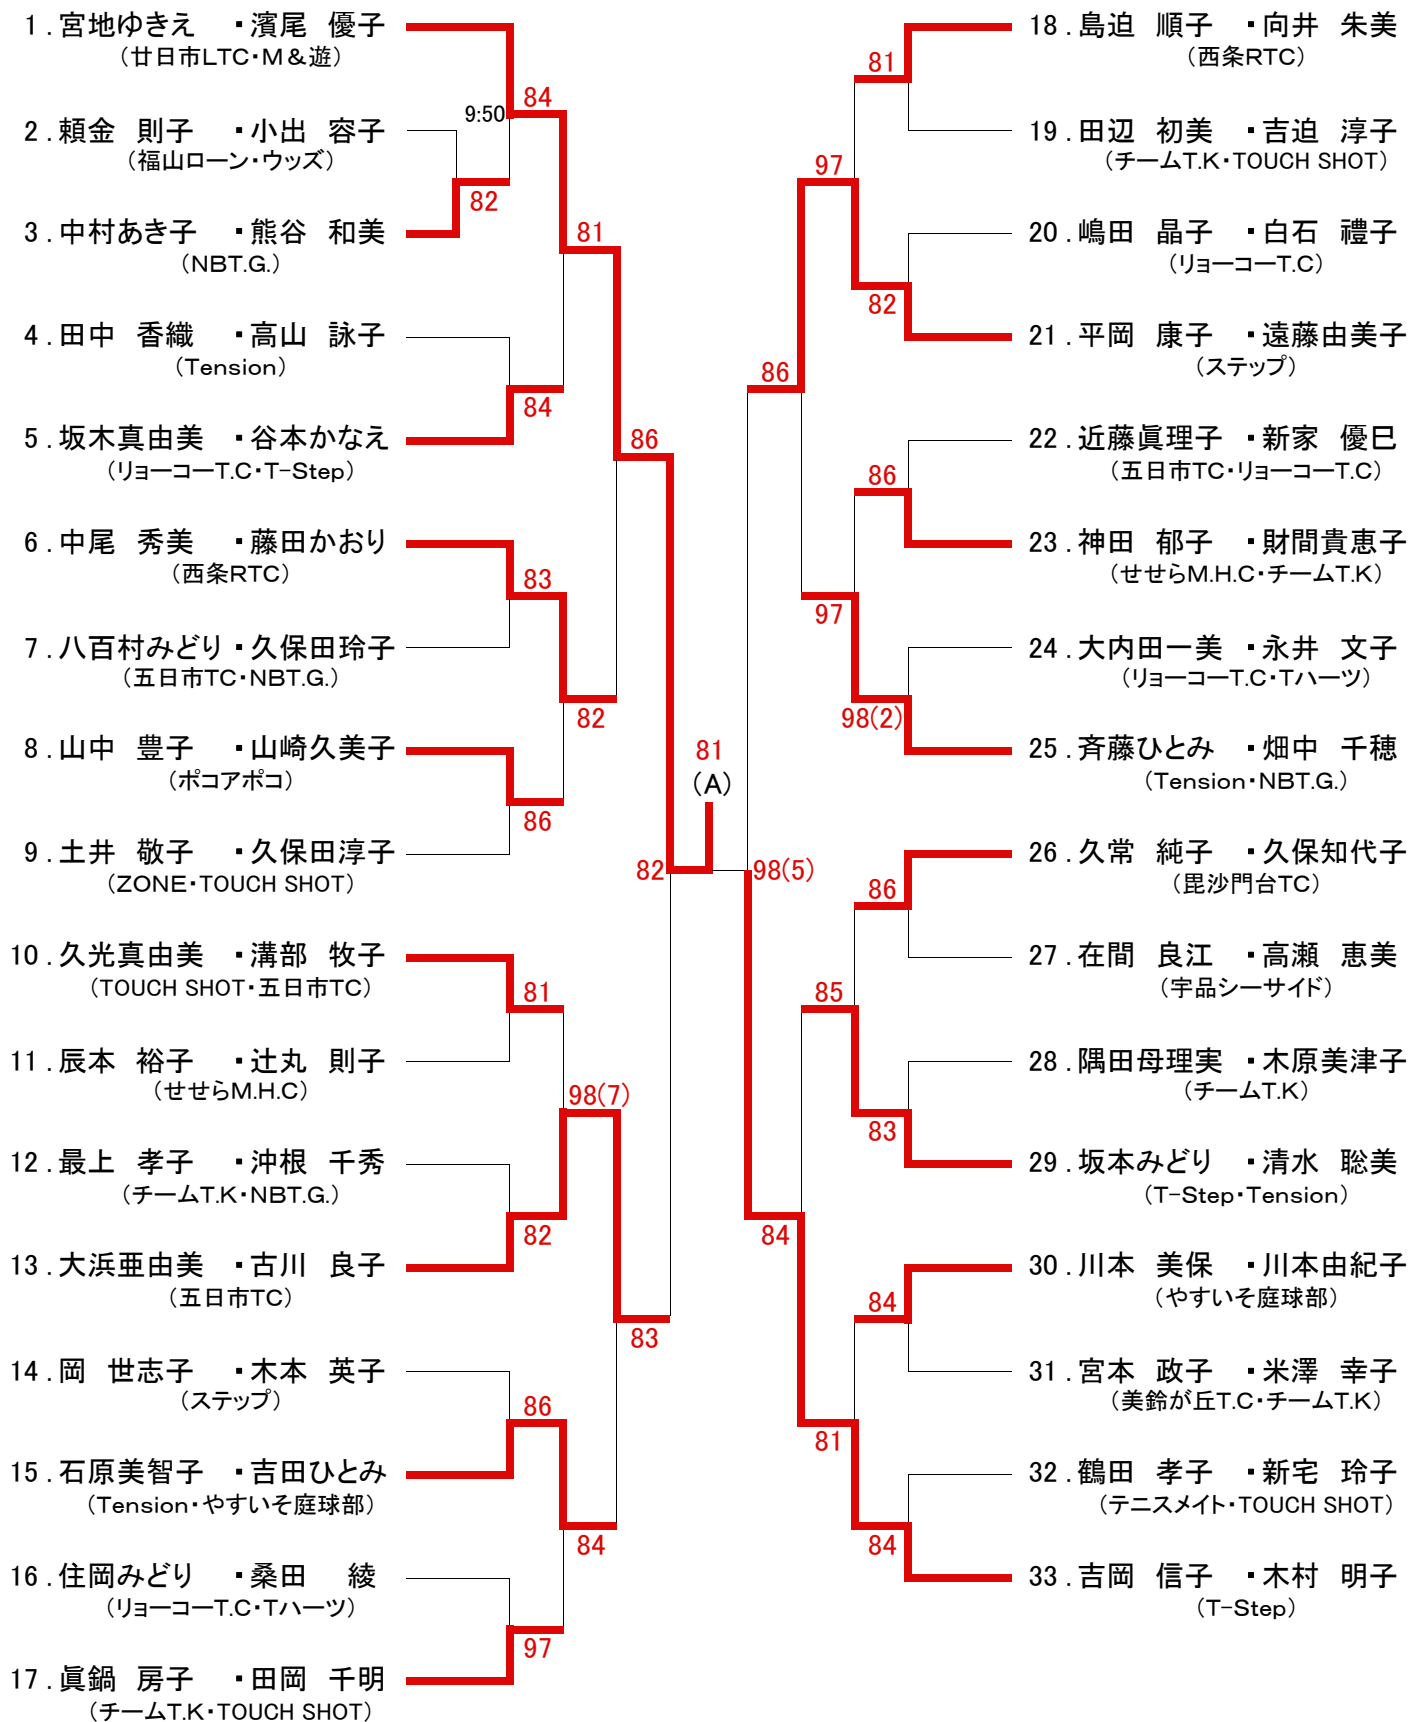 1．宮地ゆきえ ・濱尾 優子
（廿日市LTC・M＆遊）
84
9:50
2．頼金 則子 ・小出 容子
（福山ローン・ウッズ）
82
3．中村あき子 ・熊谷 和美
（NBT.G.）
81
4．田中 香織 ・高山 詠子
（Tension）
84
5．坂木真由美 ・谷本かなえ
（リョーコーT.C・T-Step）
86
6．中尾 秀美 ・藤田かおり
（西条RTC）
83
7．八百村みどり・久保田玲子
（五日市TC・NBT.G.）
82
8．山中 豊子 ・山崎久美子
（ポコアポコ）
86
9．土井 敬子 ・久保田淳子
（ZONE・TOUCH SHOT）
82
10．久光真由美 ・溝部 牧子
（TOUCH SHOT・五日市TC）
81
11．辰本 裕子 ・辻丸 則子
（せせらM.H.C）
98(7)
12．最上 孝子 ・沖根 千秀
（チームT.K・NBT.G.）
82
13．大浜亜由美 ・古川 良子
（五日市TC）
83
14．岡 世志子 ・木本 英子
（ステップ）
86
15．石原美智子 ・吉田ひとみ
（Tension・やすいそ庭球部）
84
16．住岡みどり ・桑田 綾
（リョーコーT.C・Tハーツ）
97
17．眞鍋 房子 ・田岡 千明
（チームT.K・TOUCH SHOT）
81
（A）
18．島迫 順子 ・向井 朱美
（西条RTC）
81
19．田辺 初美 ・吉迫 淳子
（チームT.K・TOUCH SHOT）
97
20．嶋田 晶子 ・白石 禮子
（リョーコーT.C）
82
21．平岡 康子 ・遠藤由美子
（ステップ）
86
22．近藤眞理子 ・新家 優巳
（五日市TC・リョーコーT.C）
86
23．神田 郁子 ・財間貴恵子
（せせらM.H.C・チームT.K）
97
24．大内田一美 ・永井 文子
（リョーコーT.C・Tハーツ）
98(2)
25．斉藤ひとみ ・畑中 千穂
（Tension・NBT.G.）
98(5)
26．久常 純子 ・久保知代子
（毘沙門台TC）
86
27．在間 良江 ・高瀬 恵美
（宇品シーサイド）
85
28．隅田母理実 ・木原美津子
（チームT.K）
83
29．坂本みどり ・清水 聡美
（T-Step・Tension）
84
30．川本 美保 ・川本由紀子
（やすいそ庭球部）
84
31．宮本 政子 ・米澤 幸子
（美鈴が丘T.C・チームT.K）
81
32．鶴田 孝子 ・新宅 玲子
（テニスメイト・TOUCH SHOT）
84
33．吉岡 信子 ・木村 明子
（T-Step）